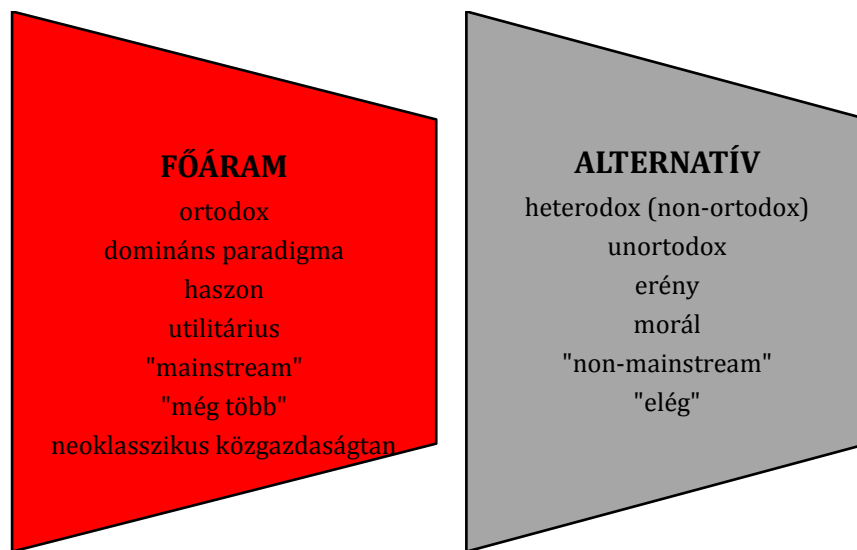 FŐÁRAM
ortodox
domináns paradigma
haszon
utilitárius
"mainstream"
"még több"
neoklasszikus közgazdaságtan
ALTERNATÍV
heterodox (non-ortodox)
unortodox
erény
morál
"non-mainstream"
"elég"